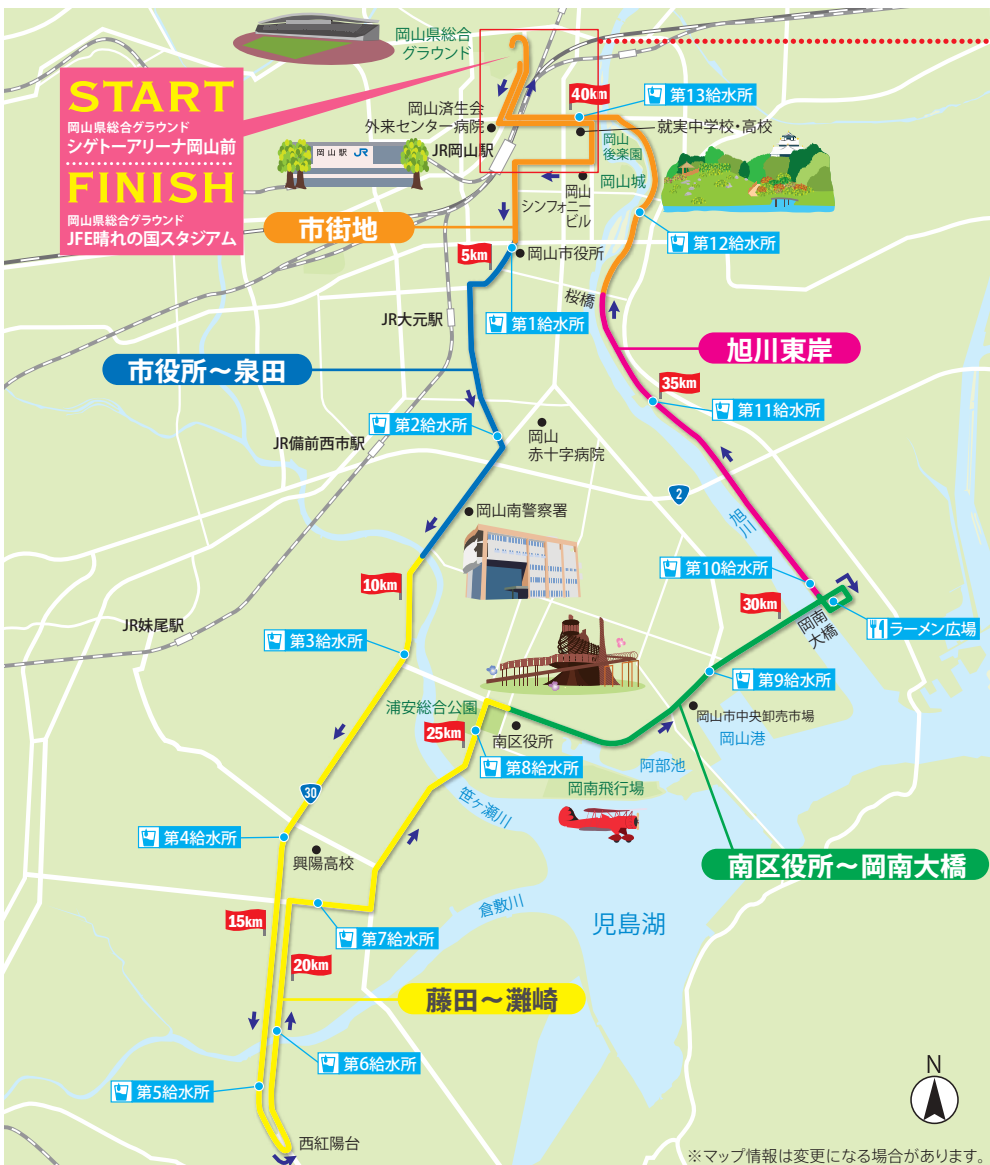 岡山県総合
グラウンド
START
岡山県総合グラウンド
シゲトーアリーナ岡山前
FINISH
岡山県総合グラウンド
JFE晴れの国スタジアム
40km
第13給水所
岡山済生会
外来センター病院
就実中学校・高校
岡山駅 JR
JR岡山駅
岡山
後楽園
岡山城
岡山
シンフォニー
ビル
市街地
第12給水所
5km
岡山市役所
桜橋
JR大元駅
第1給水所
旭川東岸
市役所～泉田
35km
第11給水所
第2給水所
JR備前西市駅
岡山
赤十字病院
2
岡山南警察署
旭川
第10給水所
10km
30km
JR妹尾駅
岡南
大橋
ラーメン広場
第3給水所
第9給水所
浦安総合公園
岡山市中央卸売市場
25km
南区役所
岡山港
第8給水所
阿部池
岡南飛行場
30
笹ヶ瀬川
第4給水所
興陽高校
南区役所～岡南大橋
倉敷川
15km
児島湖
第7給水所
20km
藤田～灘崎
第6給水所
第5給水所
N
西紅陽台
※マップ情報は変更になる場合があります。